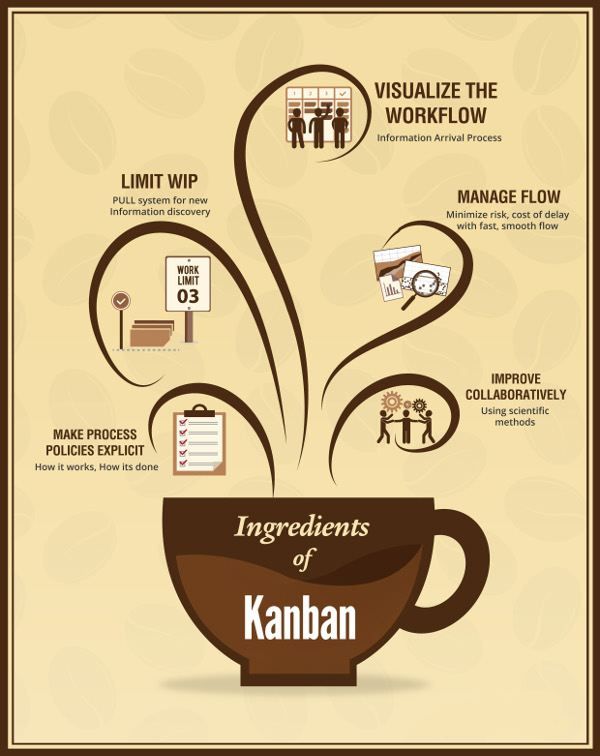 VISUALIZE THE
WORKFLOW
Information Arrival Process
1 2 3
LIMIT WIP
PULL system for new
Information discovery
WORK
LIMIT
03
MANAGE FLOW
Minimize risk, cost of delay
with fast, smooth flow
IMPROVE
COLLABORATIVELY
Using scientific
methods
MAKE PROCESS
POLICIES EXPLICIT
How it works, How its done
Ingredients
of
Kanban